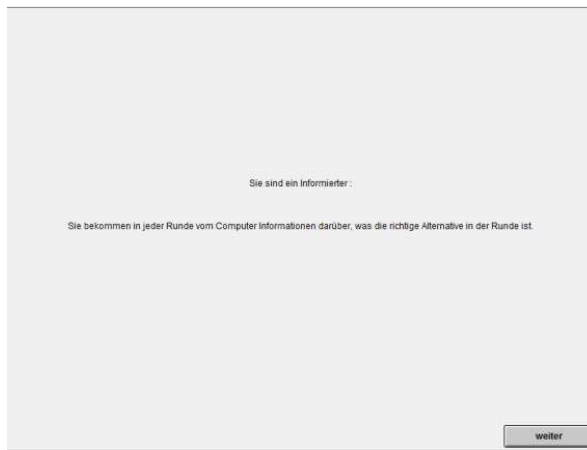 Sie sind ein Informierter :
Sie bekommen in jeder Runde vom Computer Informationen darüber, was die richtige Alternative in der Runde ist.
weiter